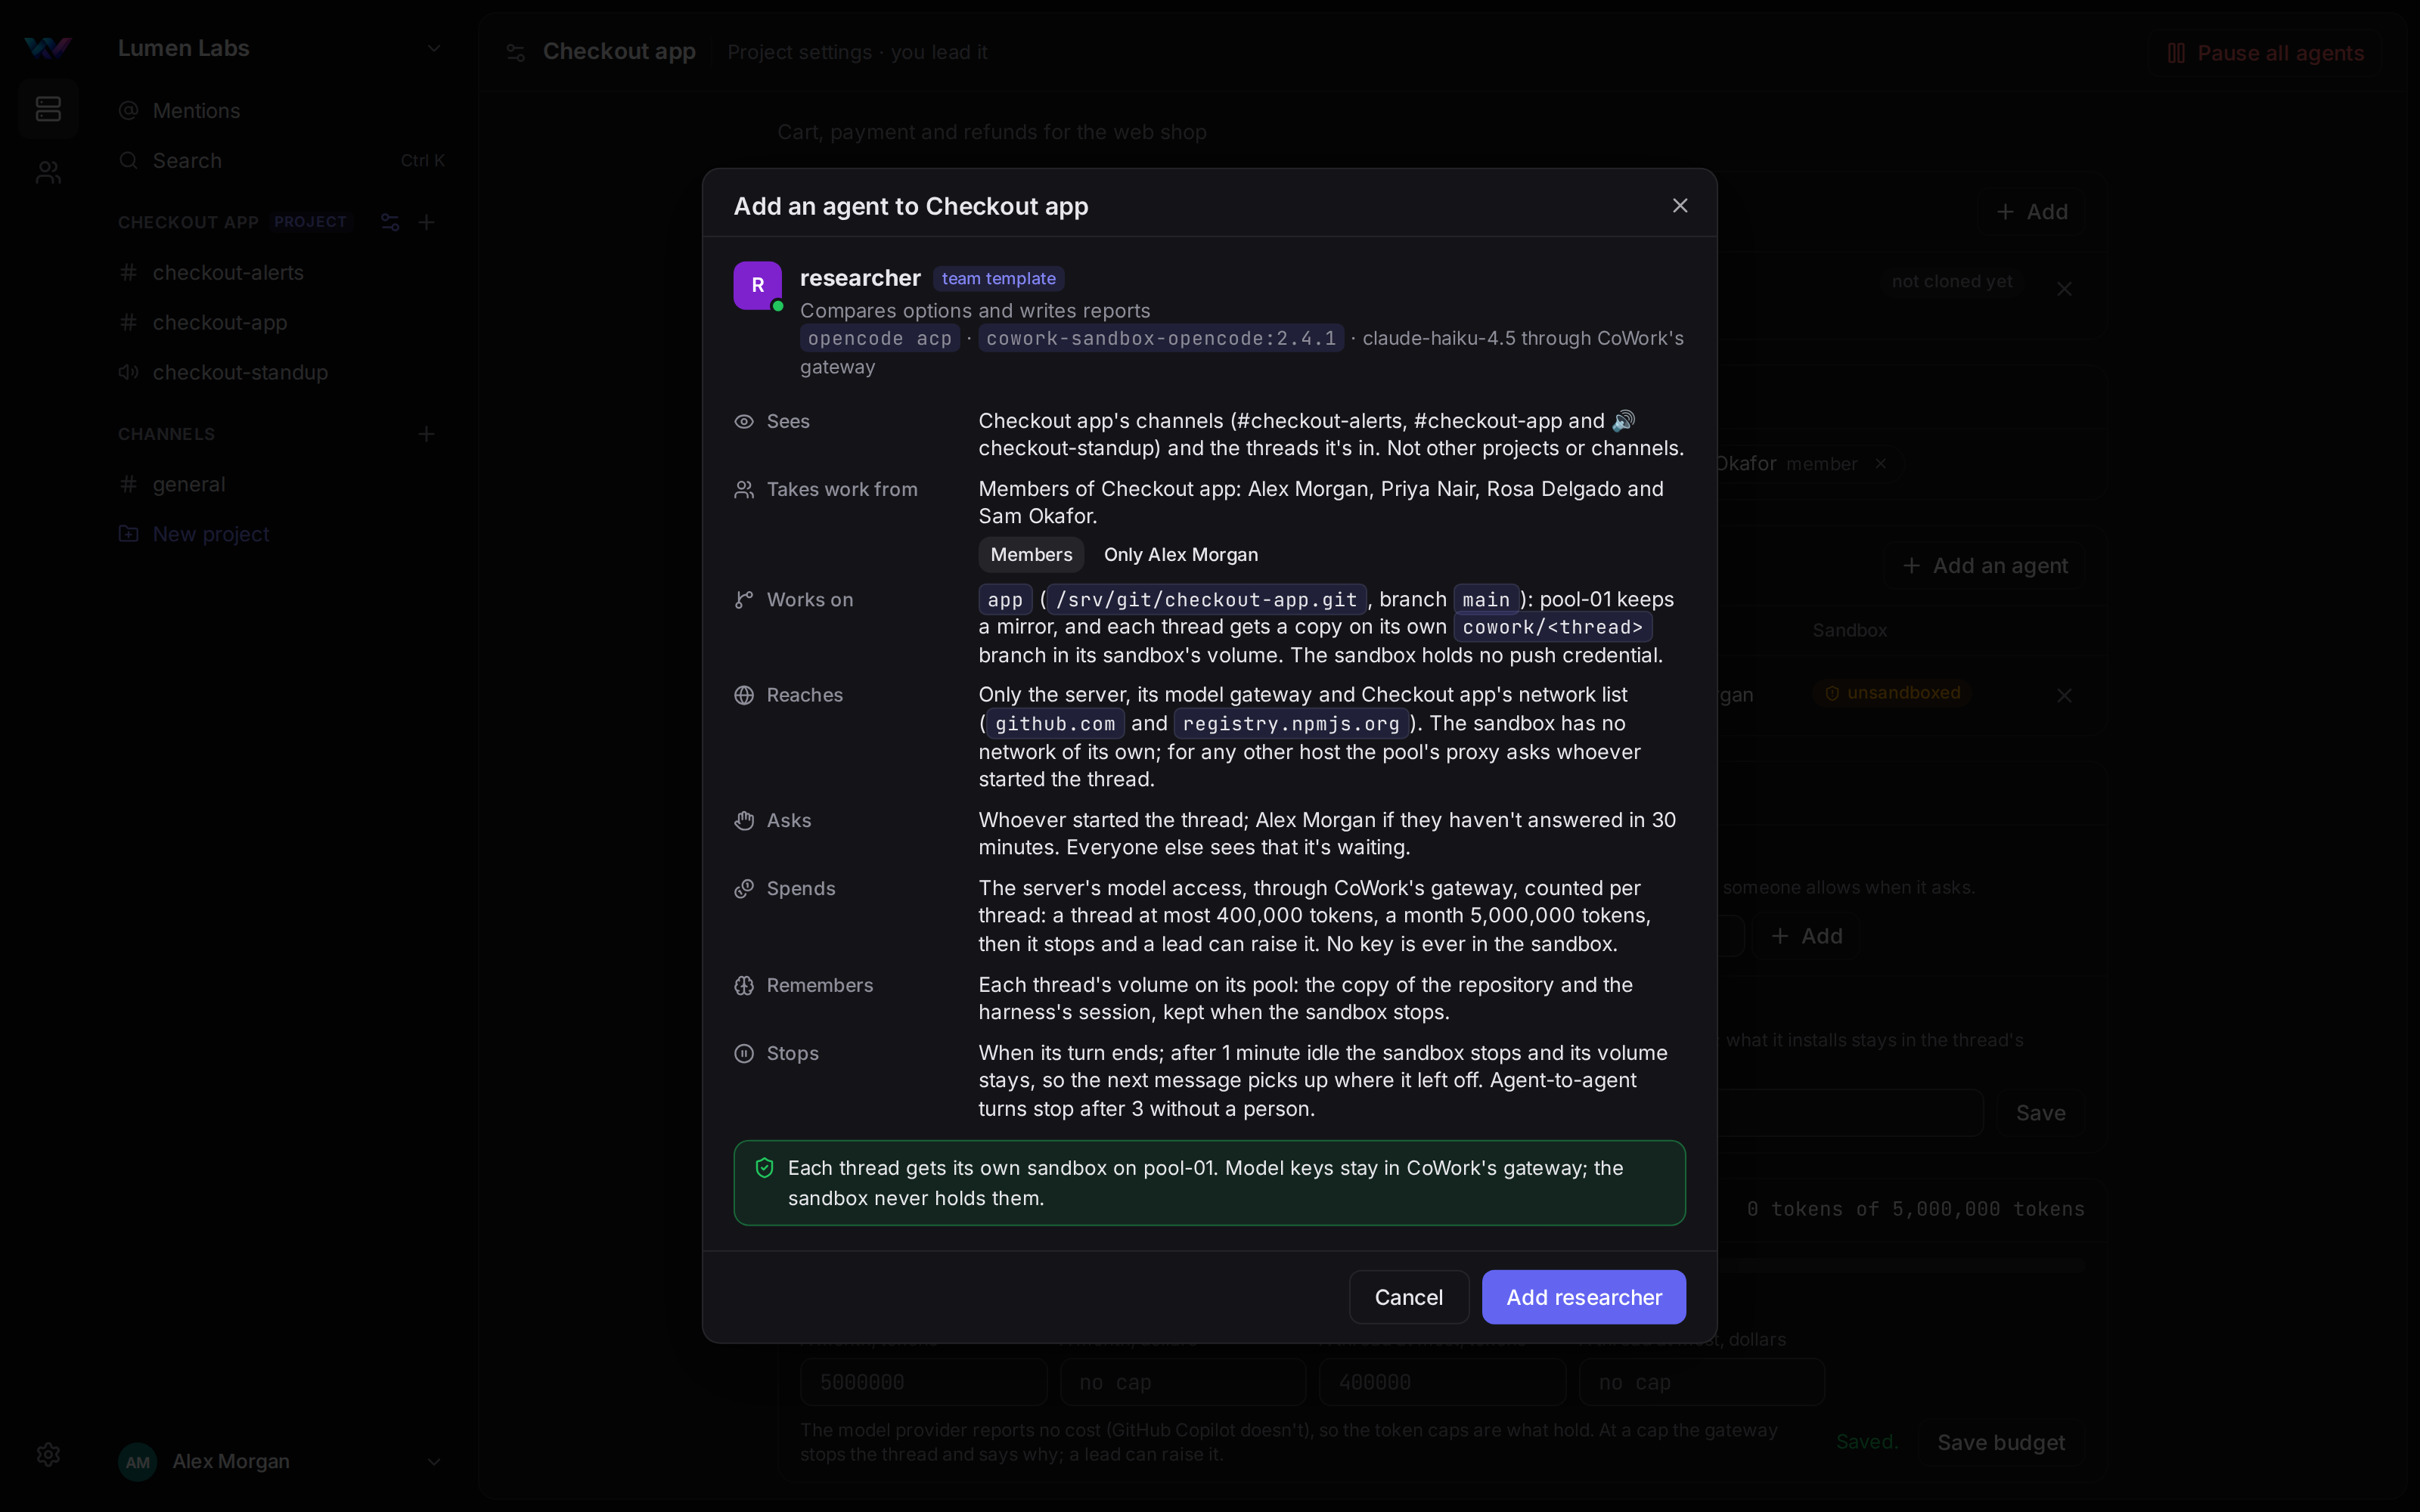 Lumen Labs
Mentions
Search
Ctrl K
CHECKOUT APP
PROJECT
checkout-alerts
checkout-app
checkout-standup
CHANNELS
general
New project
AM
Alex Morgan
Checkout app
Project settings · you lead it
Pause all agents
Cart, payment and refunds for the web shop
Add
not cloned yet
Okafor member
Add an agent
Sandbox
rgan
unsandboxed
someone allows when it asks.
Add
what it installs stays in the thread's
Save
0 tokens of 5,000,000 tokens
Add an agent to Checkout app
R
researcher
team template
Compares options and writes reports
opencode acp · cowork-sandbox-opencode:2.4.1 · claude-haiku-4.5 through CoWork's
gateway
Sees
Checkout app's channels (#checkout-alerts, #checkout-app and 🔊
checkout-standup) and the threads it's in. Not other projects or channels.
Takes work from
Members of Checkout app: Alex Morgan, Priya Nair, Rosa Delgado and
Sam Okafor.
Members
Only Alex Morgan
Works on
app (/srv/git/checkout-app.git, branch main): pool-01 keeps
a mirror, and each thread gets a copy on its own cowork/<thread>
branch in its sandbox's volume. The sandbox holds no push credential.
Reaches
Only the server, its model gateway and Checkout app's network list
(github.com and registry.npmjs.org). The sandbox has no
network of its own; for any other host the pool's proxy asks whoever
started the thread.
Asks
Whoever started the thread; Alex Morgan if they haven't answered in 30
minutes. Everyone else sees that it's waiting.
Spends
The server's model access, through CoWork's gateway, counted per
thread: a thread at most 400,000 tokens, a month 5,000,000 tokens,
then it stops and a lead can raise it. No key is ever in the sandbox.
Remembers
Each thread's volume on its pool: the copy of the repository and the
harness's session, kept when the sandbox stops.
Stops
When its turn ends; after 1 minute idle the sandbox stops and its volume
stays, so the next message picks up where it left off. Agent-to-agent
turns stop after 3 without a person.
Each thread gets its own sandbox on pool-01. Model keys stay in CoWork's gateway; the
sandbox never holds them.
Cancel
Add researcher
dollars
5000000
no cap
400000
no cap
The model provider reports no cost (GitHub Copilot doesn't), so the token caps are what hold. At a cap the gateway
stops the thread and says why; a lead can raise it.
Saved.
Save budget